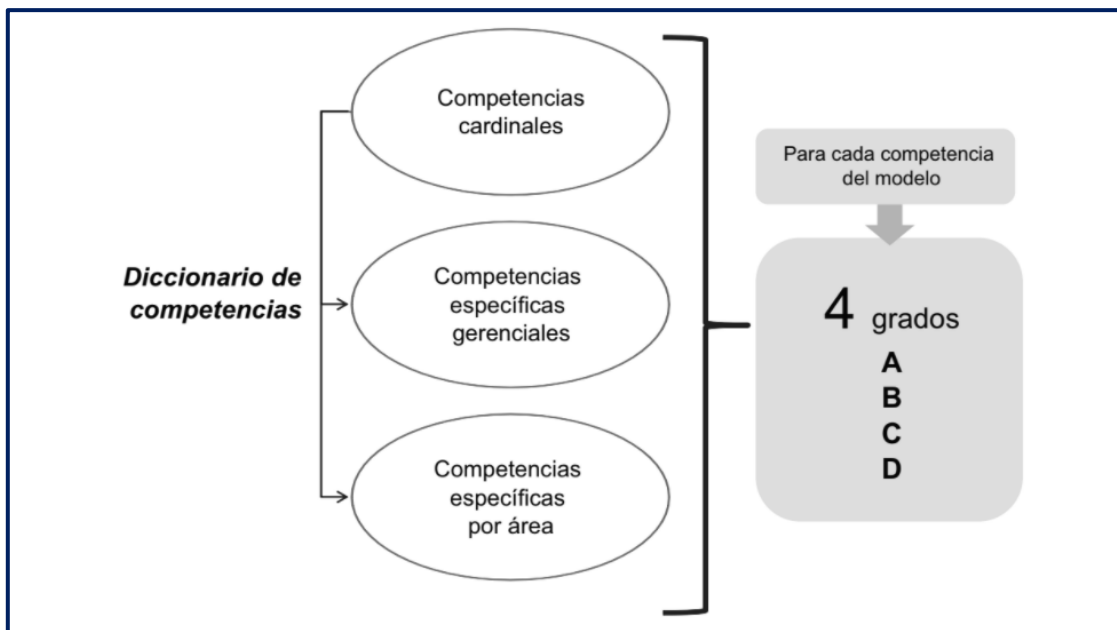 Diccionario de
competencias
Competencias
cardinales
Competencias
específicas
gerenciales
Competencias
específicas
por área
Para cada competencia
del modelo
4 grados
A
B
C
D